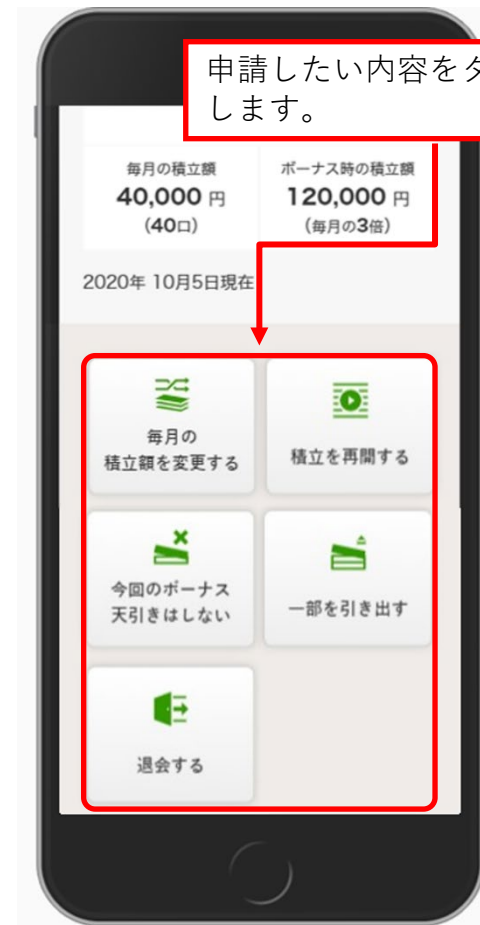 申請したい内容をタ
します。
毎月の積立額
40,000 円
（40口）
ボーナス時の積立額
120,000 円
（毎月の3倍）
2020年 10月5日現在
毎月の
積立額を変更する
積立を再開する
今回のボーナス
天引きはしない
一部を引き出す
退会する